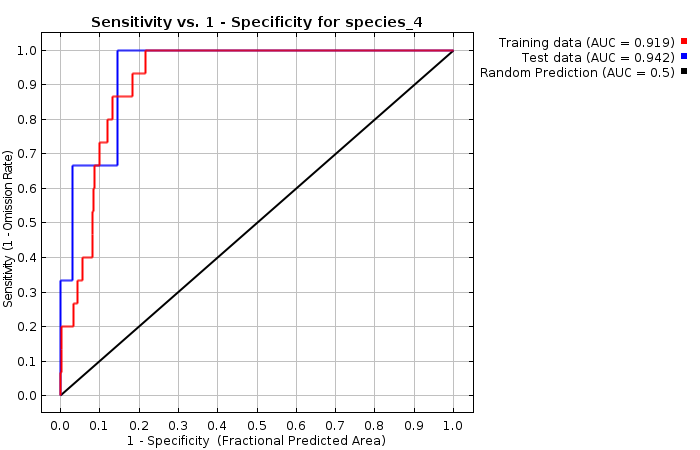 Sensitivity vs. 1 - Specificity for species_4
Training data (AUC = 0.919)
Test data (AUC = 0.942)
Random Prediction (AUC = 0.5)
Sensitivity (1 - Omission Rate)
1.0
0.9
0.8
0.7
0.6
0.5
0.4
0.3
0.2
0.1
0.0
0.0 0.1 0.2 0.3 0.4 0.5 0.6 0.7 0.8 0.9 1.0
1 - Specificity (Fractional Predicted Area)